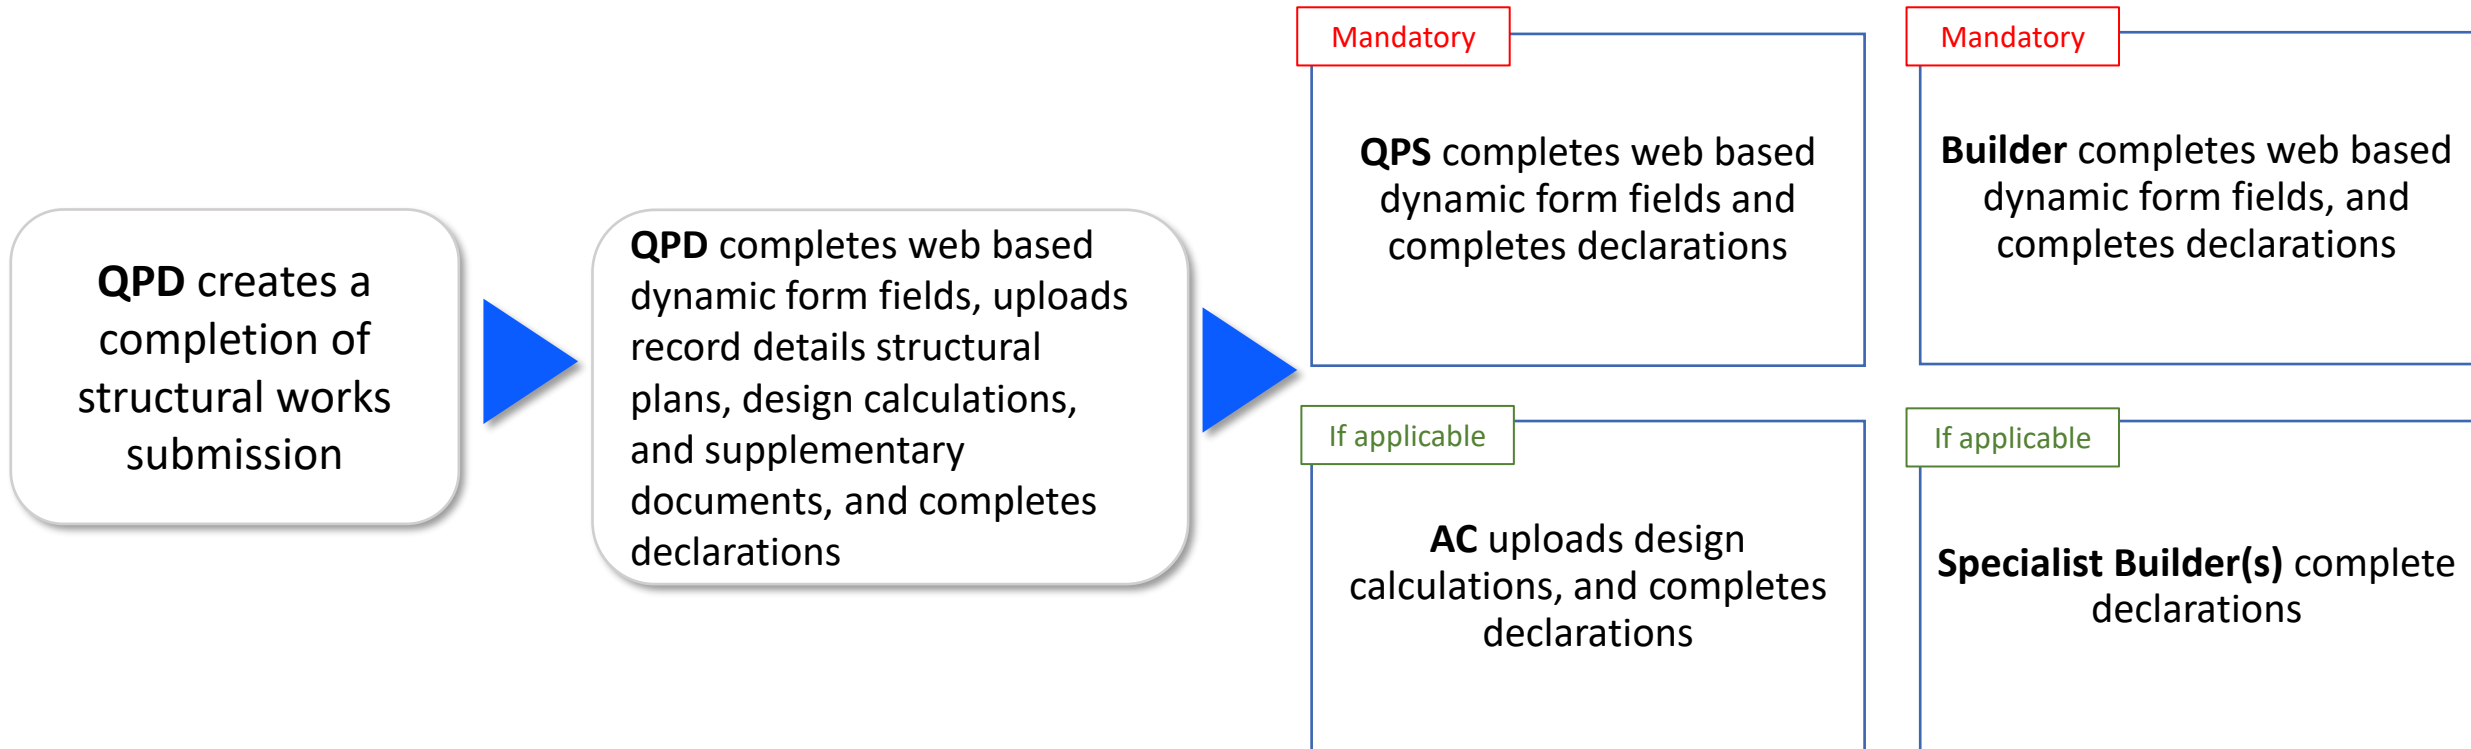 QPD creates a
completion of
structural works
submission
QPD completes web based
dynamic form fields, uploads
record details structural
plans, design calculations,
and supplementary
documents, and completes
declarations
Mandatory
QPS completes web based
dynamic form fields and
completes declarations
Mandatory
Builder completes web based
dynamic form fields, and
completes declarations
If applicable
AC uploads design
calculations, and completes
declarations
If applicable
Specialist Builder(s) complete
declarations